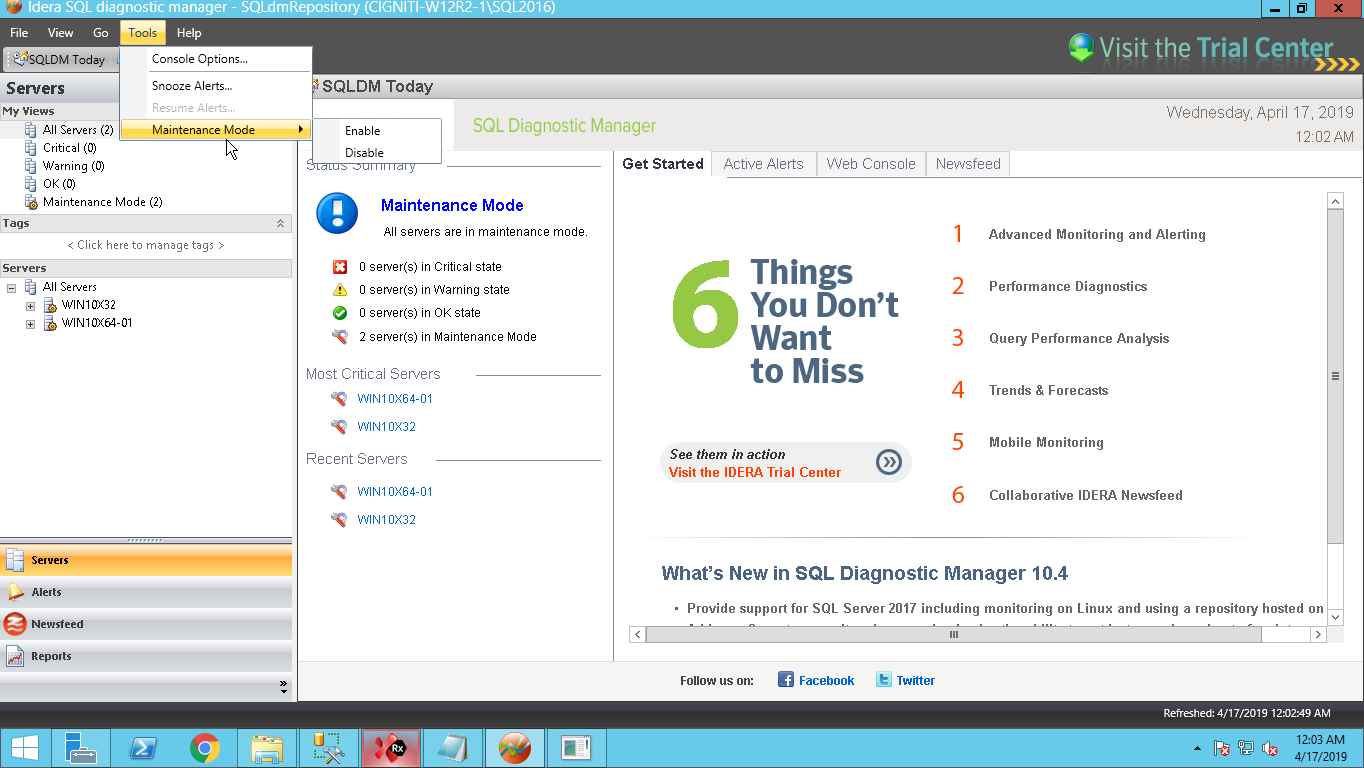 Idera SQL diagnostic manager - SQLdmRepository (CIGNITI-W12R2-1\SQL2016)
File View Go Tools Help
Visit the Trial Center
SQLDM Today
Console Options...
Snooze Alerts...
Resume Alerts...
Maintenance Mode
Enable
Disable
Servers
My Views
All Servers (2)
Critical (0)
Warning (0)
OK (0)
Maintenance Mode (2)
Tags
< Click here to manage tags >
Servers
All Servers
WIN10X32
WIN10X64-01
Servers
Alerts
Newsfeed
Reports
SQLDM Today
SQL Diagnostic Manager
Wednesday, April 17, 2019
12:02 AM
Status Summary
Maintenance Mode
All servers are in maintenance mode.
0 server(s) in Critical state
0 server(s) in Warning state
0 server(s) in OK state
2 server(s) in Maintenance Mode
Most Critical Servers
WIN10X64-01
WIN10X32
Recent Servers
WIN10X64-01
WIN10X32
Get Started Active Alerts Web Console Newsfeed
6 Things
You Don't
Want
to Miss
See them in action
Visit the IDERA Trial Center
1 Advanced Monitoring and Alerting
2 Performance Diagnostics
3 Query Performance Analysis
4 Trends & Forecasts
5 Mobile Monitoring
6 Collaborative IDERA Newsfeed
What's New in SQL Diagnostic Manager 10.4
• Provide support for SQL Server 2017 including monitoring on Linux and using a repository hosted on
Follow us on: Facebook Twitter
Refreshed: 4/17/2019 12:02:49 AM
Rx
12:03 AM
4/17/2019